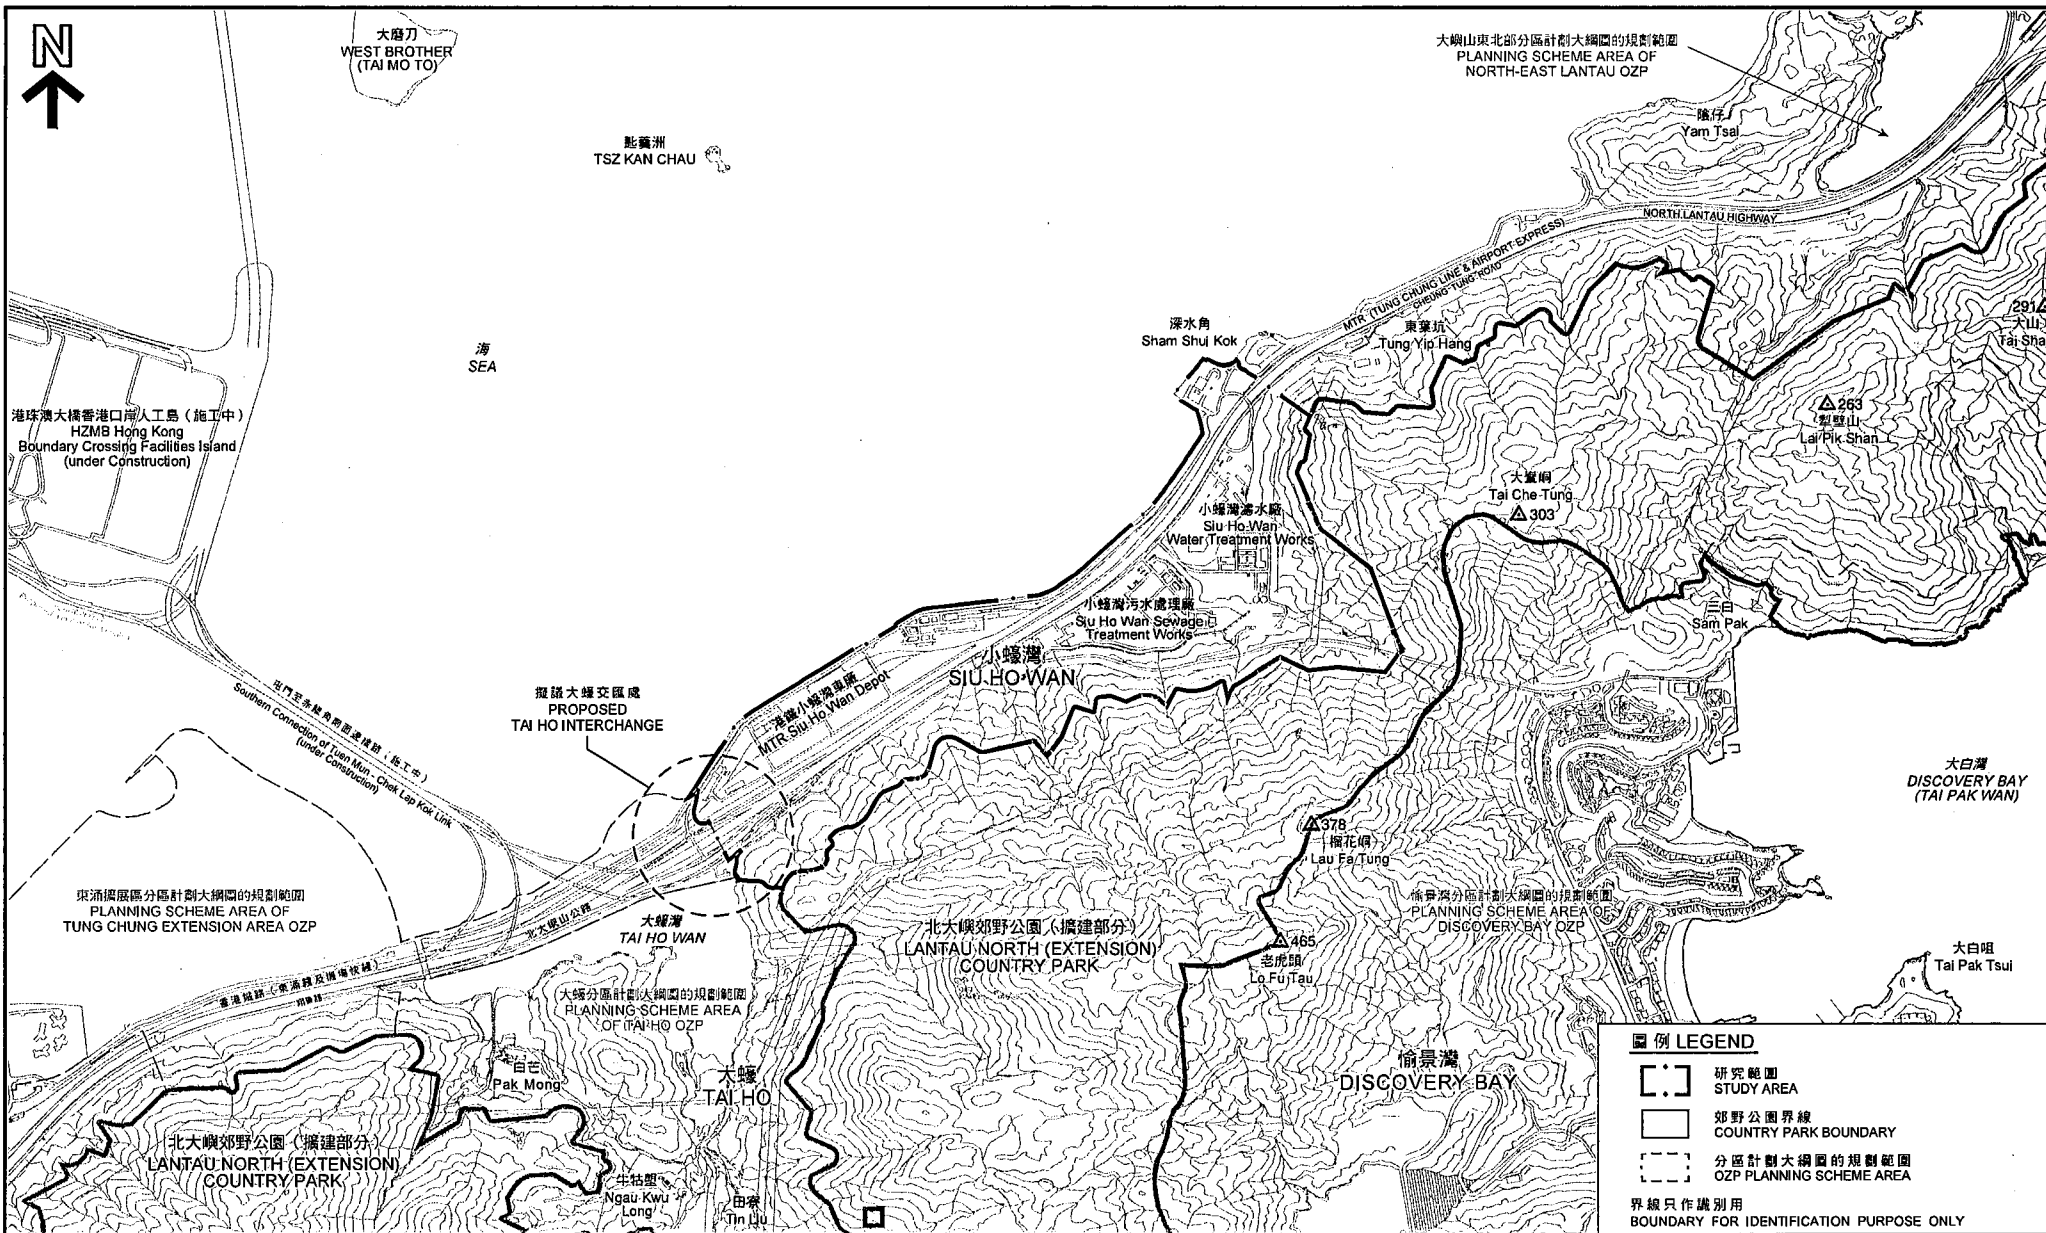 N
大磨刀
WEST BROTHER
(TAI MO TO)
匙羹洲
TSZ KAN CHAU
大嶼山東北部分區計劃大綱圖的規劃範圍
PLANNING SCHEME AREA OF
NORTH-EAST LANTAU OZP
陰仔
Yam Tsai
NORTH LANTAU HIGHWAY
MTR (TUNG CHUNG LINE & AIRPORT EXPRESS)
CHEUNG TUNG ROAD
291
大山
Tai Sha
深水角
Sham Shui Kok
東葉坑
Tung Yip Hang
海
SEA
港珠澳大橋香港口岸人工島（施工中）
HZMB Hong Kong
Boundary Crossing Facilities Island
(under Construction)
263
犁壁山
Lai Pik Shan
大輋峒
Tai Che Tung
303
小蠔灣濾水廠
Siu Ho Wan
Water Treatment Works
小蠔灣污水處理廠
Siu Ho Wan Sewage
Treatment Works
三白
Sam Pak
小蠔灣
SIU HO WAN
港鐵小蠔灣車廠
MTR Siu Ho Wan Depot
擬議大蠔交匯處
PROPOSED
TAI HO INTERCHANGE
屯門至赤鱲角南面連接路（施工中）
Southern Connection of Tuen Mun - Chek Lap Kok Link
(under Construction)
大白灣
DISCOVERY BAY
(TAI PAK WAN)
378
榴花峒
Lau Fa Tung
東涌擴展區分區計劃大綱圖的規劃範圍
PLANNING SCHEME AREA OF
TUNG CHUNG EXTENSION AREA OZP
北大嶼山公路
大蠔灣
TAI HO WAN
北大嶼郊野公園（擴建部分）
LANTAU NORTH (EXTENSION)
COUNTRY PARK
愉景灣分區計劃大綱圖的規劃範圍
PLANNING SCHEME AREA OF
DISCOVERY BAY OZP
465
老虎頭
Lo Fu Tau
大白咀
Tai Pak Tsui
香港鐵路（東涌綫及機場快綫）
大蠔分區計劃大綱圖的規劃範圍
PLANNING SCHEME AREA
OF TAI HO OZP
白芒
Pak Mong
大蠔
TAI HO
愉景灣
DISCOVERY BAY
北大嶼郊野公園（擴建部分）
LANTAU NORTH (EXTENSION)
COUNTRY PARK
牛牯塱
Ngau Kwu
Long
田寮
Tin Liu
圖例 LEGEND
研究範圍
STUDY AREA
郊野公園界線
COUNTRY PARK BOUNDARY
分區計劃大綱圖的規劃範圍
OZP PLANNING SCHEME AREA
界線只作識別用
BOUNDARY FOR IDENTIFICATION PURPOSE ONLY